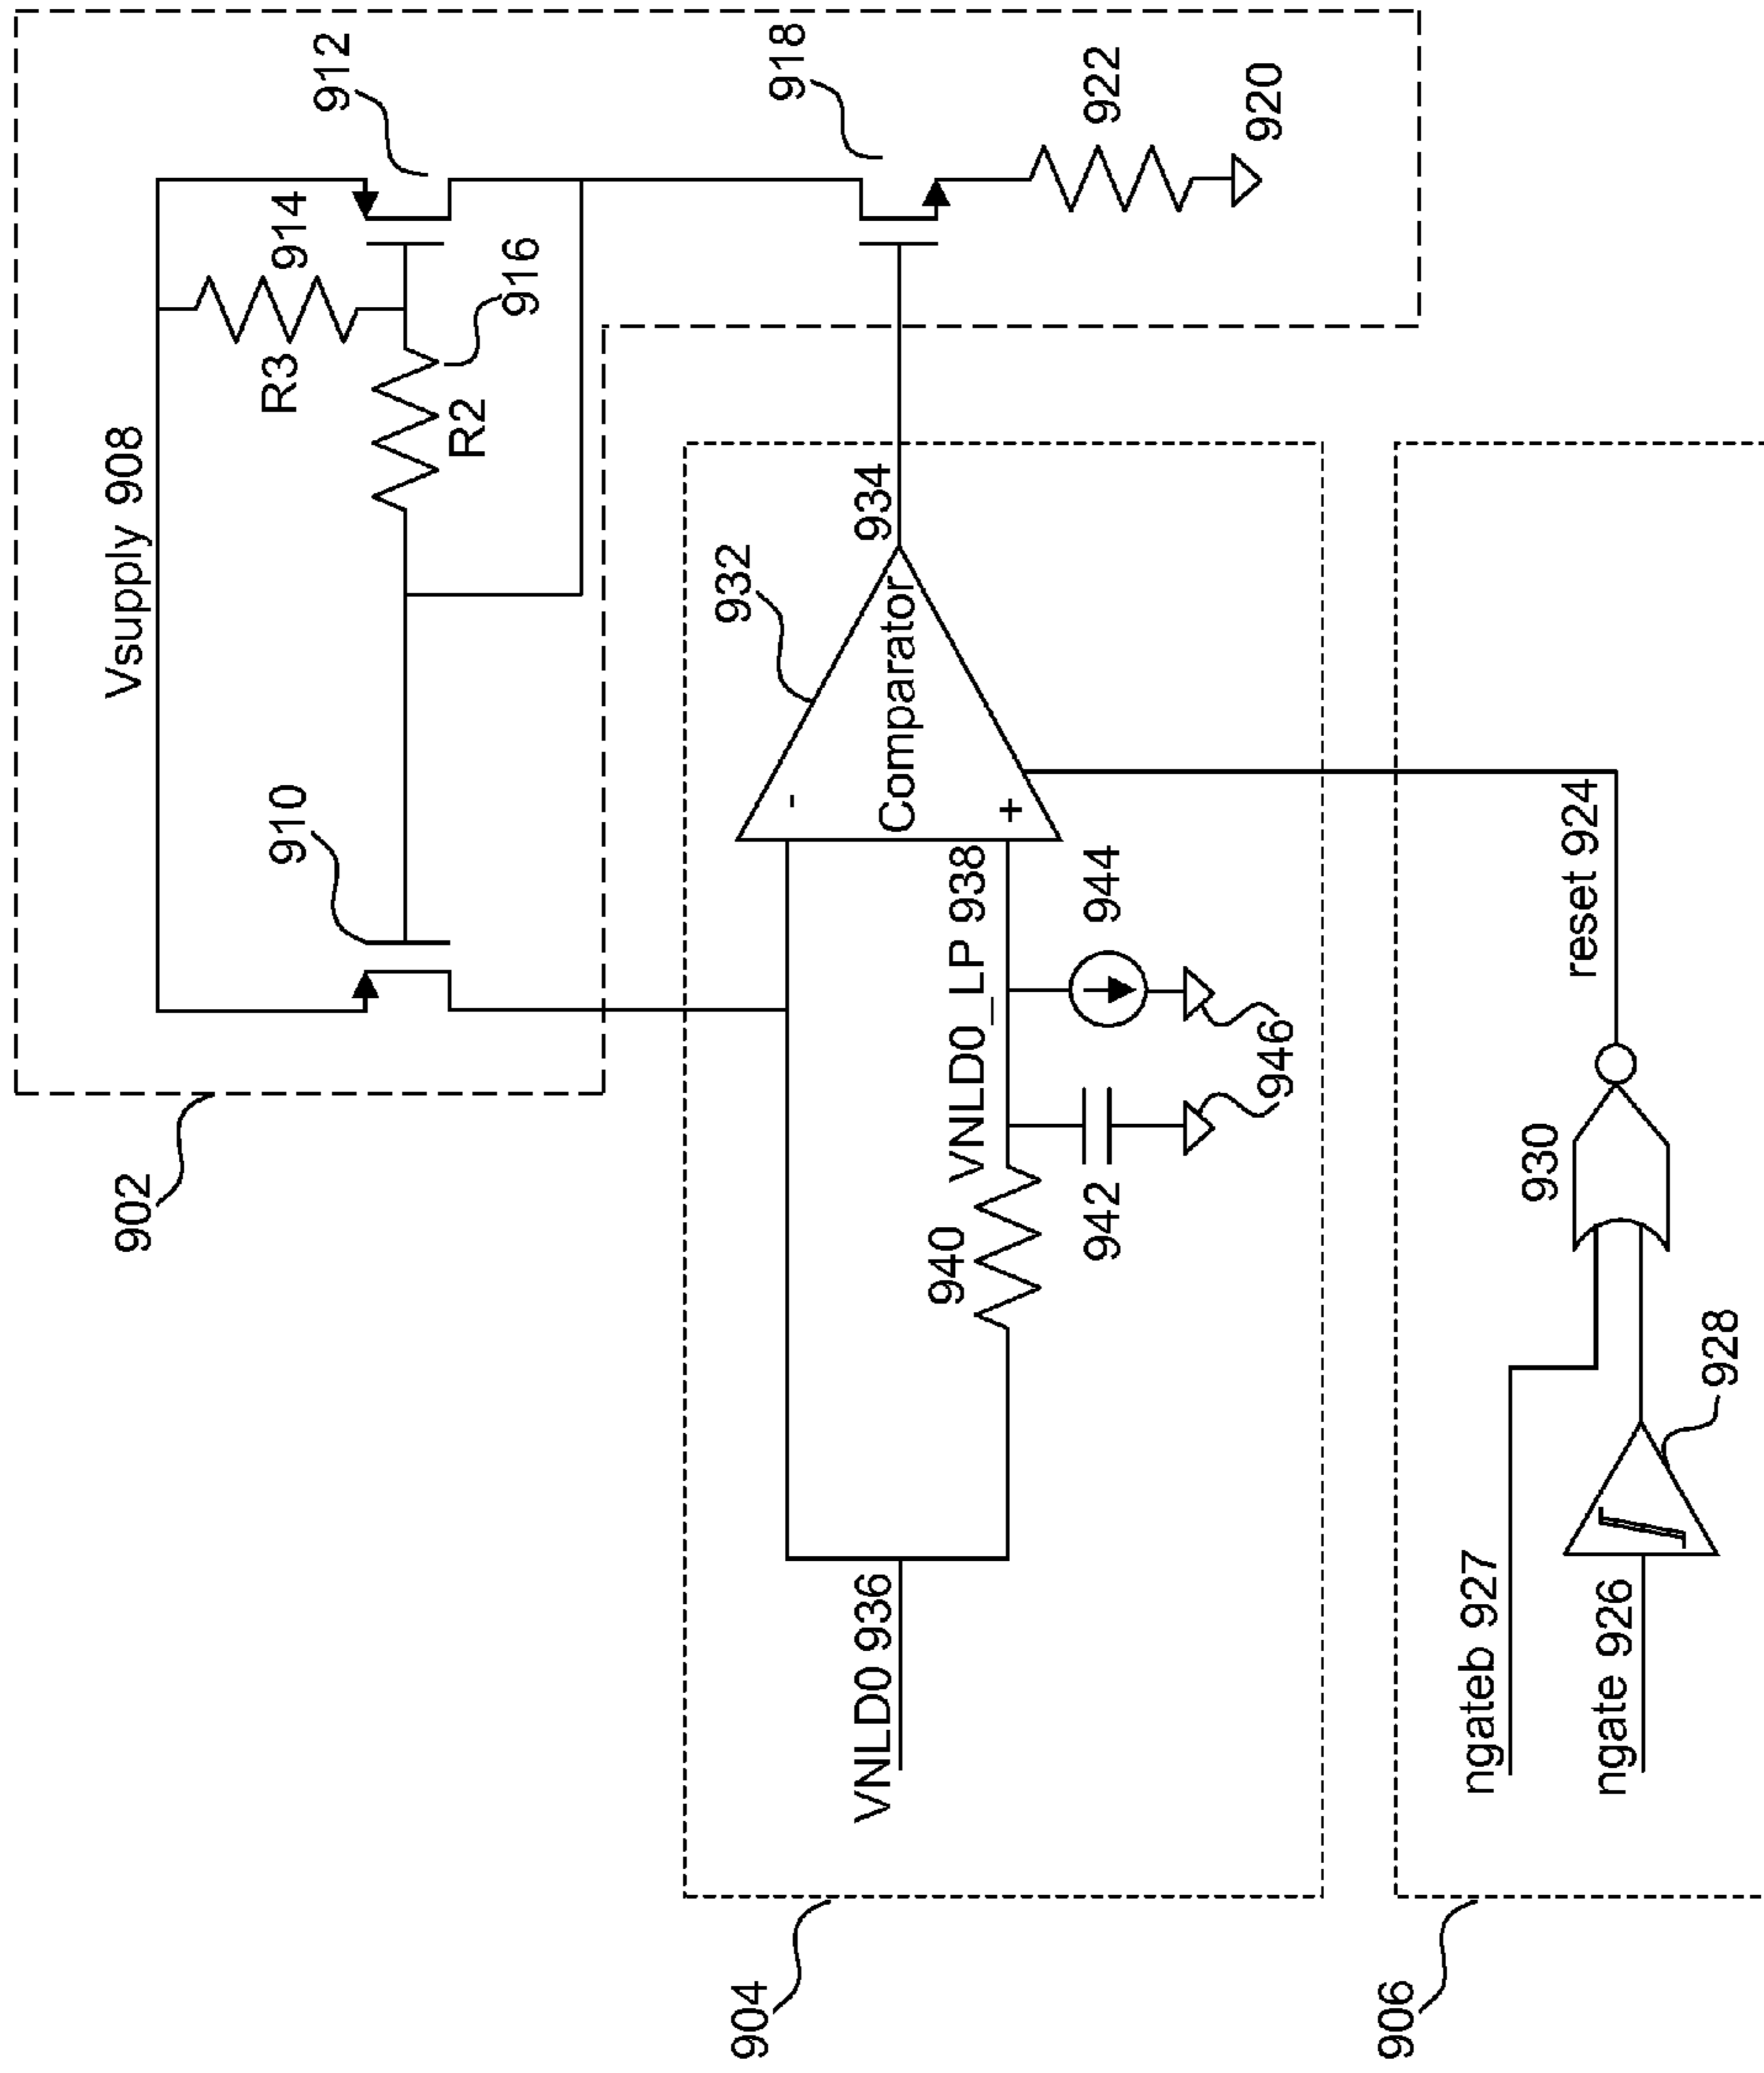 902
Vsupply 908
910
912
R3
914
R2
916
918
922
920
904
932
934
Comparator
-
+
VNLD0 936
VNLD0_LP 938
940
942
944
946
906
ngateb 927
ngate 926
928
930
reset 924